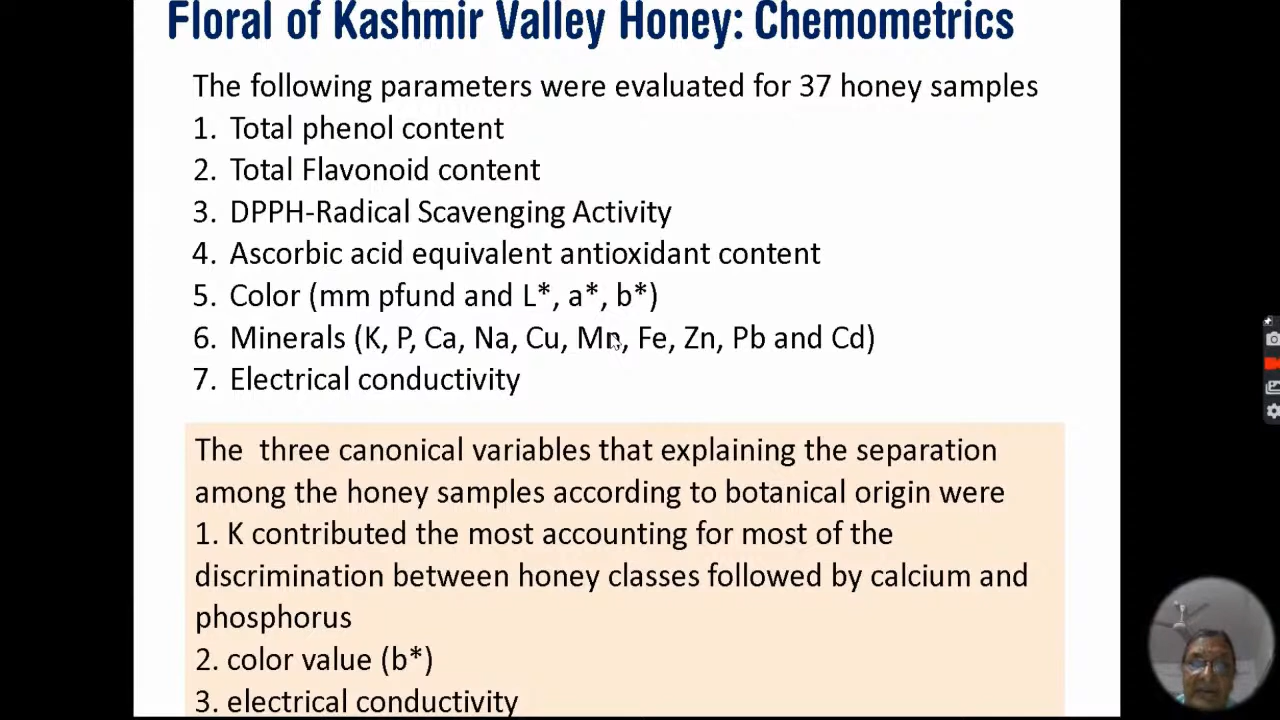 Floral of Kashmir Valley Honey: Chemometrics
The following parameters were evaluated for 37 honey samples
1. Total phenol content
2. Total Flavonoid content
3. DPPH-Radical Scavenging Activity
4. Ascorbic acid equivalent antioxidant content
5. Color (mm pfund and L*, a*, b*)
6. Minerals (K, P, Ca, Na, Cu, Mn, Fe, Zn, Pb and Cd)
7. Electrical conductivity
The three canonical variables that explaining the separation
among the honey samples according to botanical origin were
1. K contributed the most accounting for most of the
discrimination between honey classes followed by calcium and
phosphorus
2. color value (b*)
3. electrical conductivity